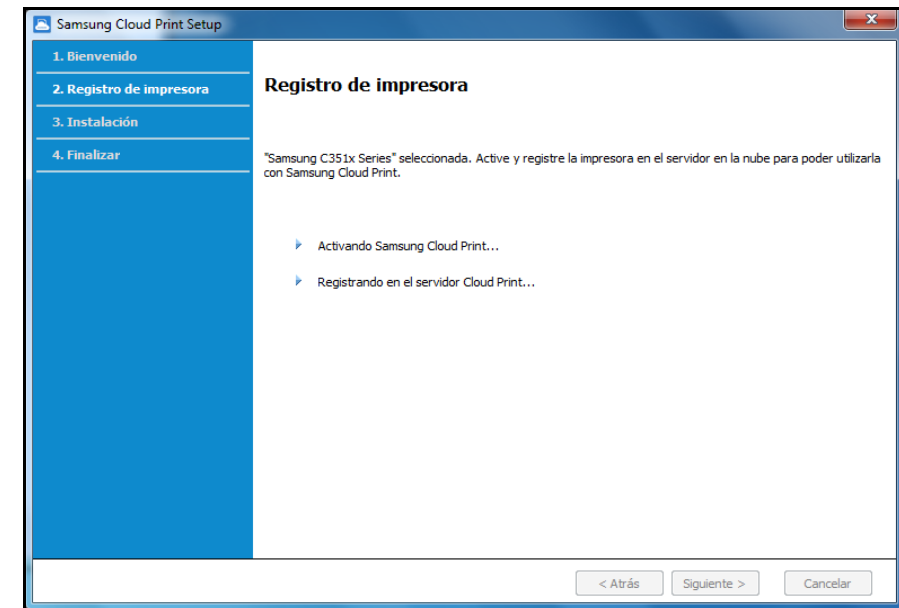 Samsung Cloud Print Setup
1. Bienvenido
2. Registro de impresora
3. Instalación
4. Finalizar
Registro de impresora
"Samsung C351x Series" seleccionada. Active y registre la impresora en el servidor en la nube para poder utilizarla
con Samsung Cloud Print.
Activando Samsung Cloud Print...
Registrando en el servidor Cloud Print...
< Atrás
Siguiente >
Cancelar